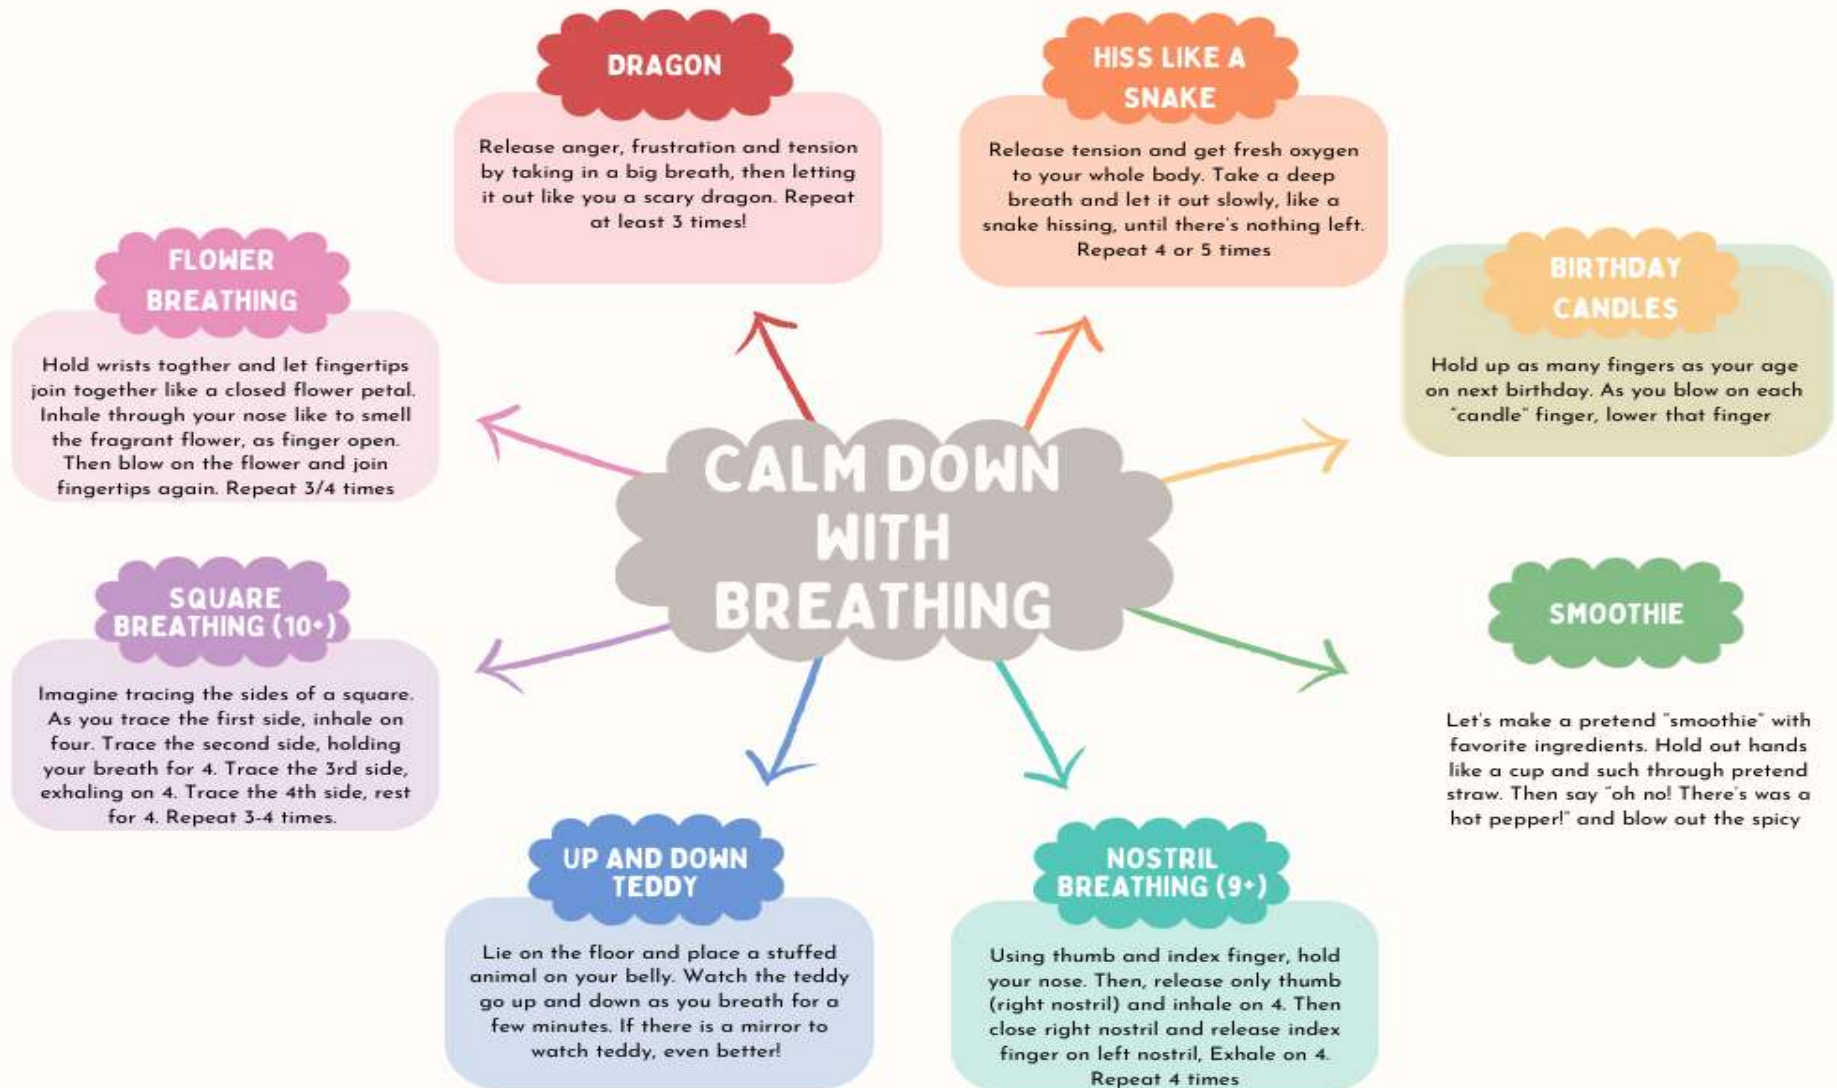 DRAGON
Release anger, frustration and tension
by taking in a big breath, then letting
it out like you a scary dragon. Repeat
at least 3 times!
HISS LIKE A
SNAKE
Release tension and get fresh oxygen
to your whole body. Take a deep
breath and let it out slowly, like a
snake hissing, until there's nothing left.
Repeat 4 or 5 times
FLOWER
BREATHING
Hold wrists togther and let fingertips
join together like a closed flower petal.
Inhale through your nose like to smell
the fragrant flower, as finger open.
Then blow on the flower and join
fingertips again. Repeat 3/4 times
BIRTHDAY
CANDLES
Hold up as many fingers as your age
on next birthday. As you blow on each
"candle" finger, lower that finger
CALM DOWN
WITH
BREATHING
SQUARE
BREATHING (10+)
Imagine tracing the sides of a square.
As you trace the first side, inhale on
four. Trace the second side, holding
your breath for 4. Trace the 3rd side,
exhaling on 4. Trace the 4th side, rest
for 4. Repeat 3-4 times.
SMOOTHIE
Let's make a pretend "smoothie" with
favorite ingredients. Hold out hands
like a cup and such through pretend
straw. Then say "oh no! There's was a
hot pepper!" and blow out the spicy
UP AND DOWN
TEDDY
Lie on the floor and place a stuffed
animal on your belly. Watch the teddy
go up and down as you breath for a
few minutes. If there is a mirror to
watch teddy, even better!
NOSTRIL
BREATHING (9+)
Using thumb and index finger, hold
your nose. Then, release only thumb
(right nostril) and inhale on 4. Then
close right nostril and release index
finger on left nostril, Exhale on 4.
Repeat 4 times